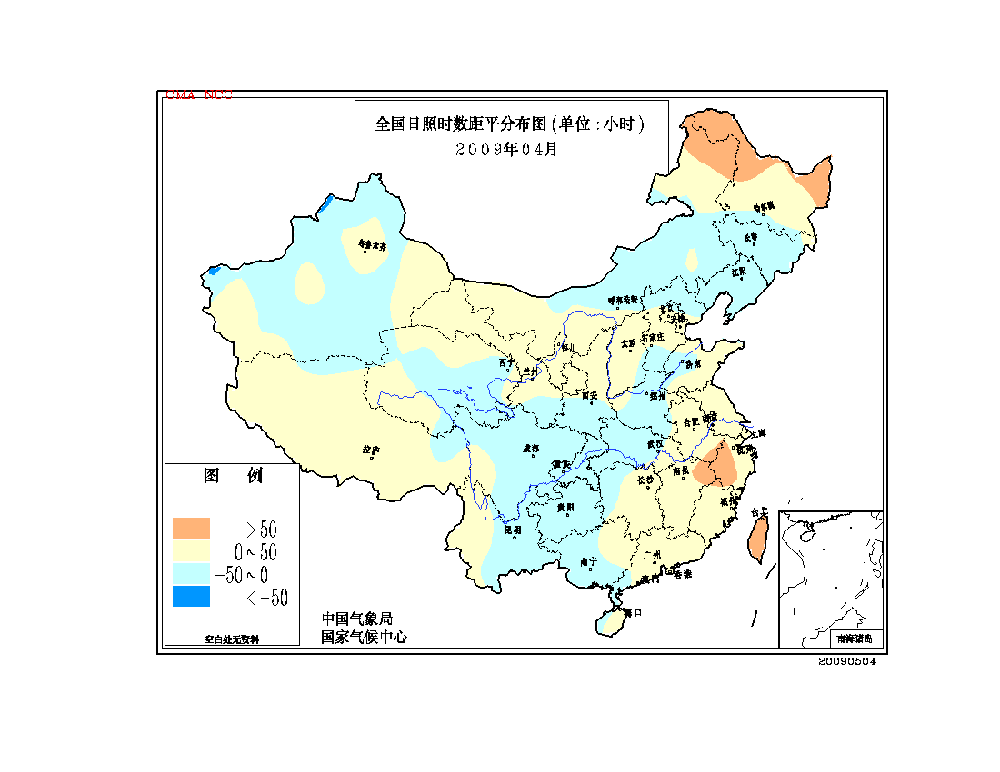 CMA NCC
全国日照时数距平分布图(单位:小时)
2009年04月
哈尔滨
长春
乌鲁木齐
沈阳
呼和浩特
北京
天津
石家庄
太原
银川
济南
西宁
兰州
西安
郑州
合肥
南京
上海
拉萨
成都
武汉
杭州
重庆
南昌
长沙
贵阳
福州
昆明
台北
广州
南宁
澳门
香港
海口
图 例
>50
0~50
-50~0
<-50
空白处无资料
中国气象局
国家气候中心
南海诸岛
20090504